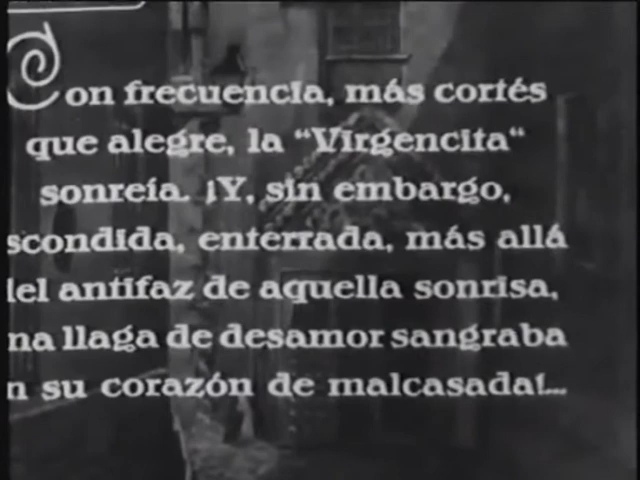 Con frecuencia, más cortés
que alegre, la “Virgencita“
sonreía. ¡Y, sin embargo,
scondida, enterrada, más allá
del antifaz de aquella sonrisa,
na llaga de desamor sangraba
n su corazón de malcasada!...